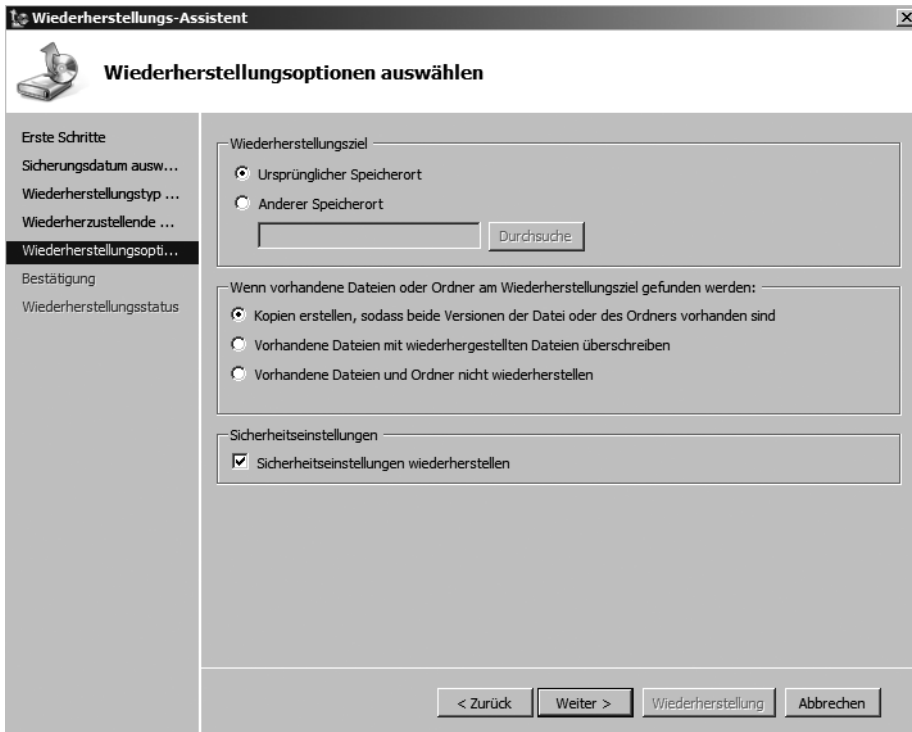 Wiederherstellungs-Assistent
Wiederherstellungsoptionen auswählen
Erste Schritte
Sicherungsdatum ausw...
Wiederherstellungstyp ...
Wiederherzustellende ...
Wiederherstellungsopti...
Bestätigung
Wiederherstellungsstatus
Wiederherstellungsziel
Ursprünglicher Speicherort
Anderer Speicherort
Durchsuche
Wenn vorhandene Dateien oder Ordner am Wiederherstellungsziel gefunden werden:
Kopien erstellen, sodass beide Versionen der Datei oder des Ordners vorhanden sind
Vorhandene Dateien mit wiederhergestellten Dateien überschreiben
Vorhandene Dateien und Ordner nicht wiederherstellen
Sicherheitseinstellungen
Sicherheitseinstellungen wiederherstellen
< Zurück Weiter > Wiederherstellung Abbrechen